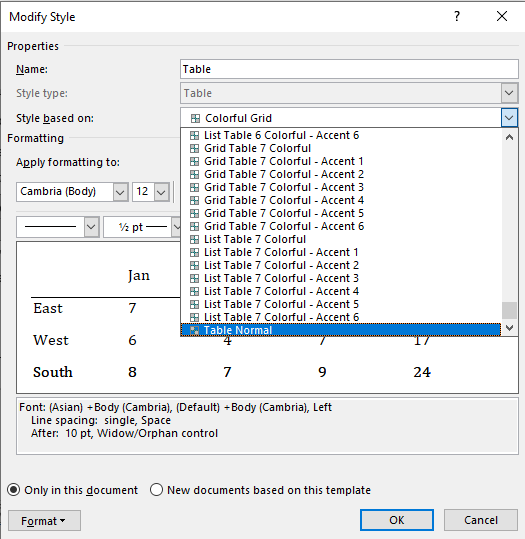 Modify Style ? ×
Properties
Name: Table
Style type: Table
Style based on: Colorful Grid
Formatting
List Table 6 Colorful - Accent 6
Grid Table 7 Colorful
Apply formatting to:
Grid Table 7 Colorful - Accent 1
Grid Table 7 Colorful - Accent 2
Grid Table 7 Colorful - Accent 3
Cambria (Body) 12
Grid Table 7 Colorful - Accent 4
Grid Table 7 Colorful - Accent 5
Grid Table 7 Colorful - Accent 6
½ pt
List Table 7 Colorful
List Table 7 Colorful - Accent 1
List Table 7 Colorful - Accent 2
Jan
List Table 7 Colorful - Accent 3
List Table 7 Colorful - Accent 4
List Table 7 Colorful - Accent 5
East 7
List Table 7 Colorful - Accent 6
Table Normal
West 6 4 7 17
South 8 7 9 24
Font: (Asian) +Body (Cambria), (Default) +Body (Cambria), Left
Line spacing: single, Space
After: 10 pt, Widow/Orphan control
Only in this document New documents based on this template
Format OK Cancel